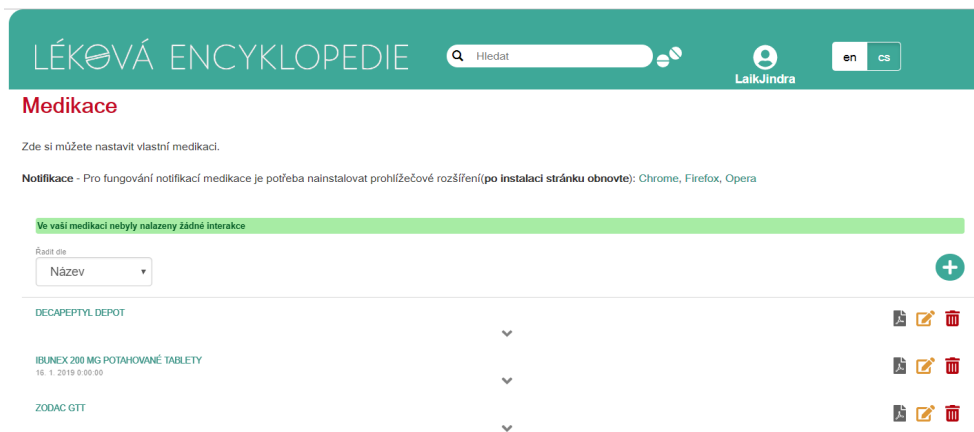 LÉKOVÁ ENCYKLOPEDIE
Hledat
LaikJindra
en cs
Medikace
Zde si můžete nastavit vlastní medikaci.
Notifikace - Pro fungování notifikací medikace je potřeba nainstalovat prohlížečové rozšíření(po instalaci stránku obnovte): Chrome, Firefox, Opera
Ve vaší medikaci nebyly nalazeny žádné interakce
Řadit dle
Název
DECAPEPTYL DEPOT
IBUNEX 200 MG POTAHOVANÉ TABLETY
16. 1. 2019 0:00:00
ZODAC GTT